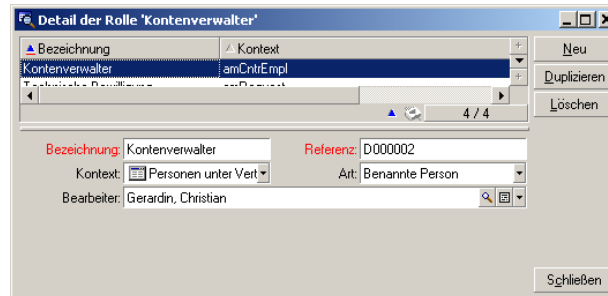 Detail der Rolle 'Kontenverwalter'
Bezeichnung Kontext
Kontenverwalter amCntrEmpl
4 / 4
Bezeichnung: Kontenverwalter Referenz: D000002
Kontext: Personen unter Vert Art: Benannte Person
Bearbeiter: Gerardin, Christian
Neu
Duplizieren
Löschen
Schließen